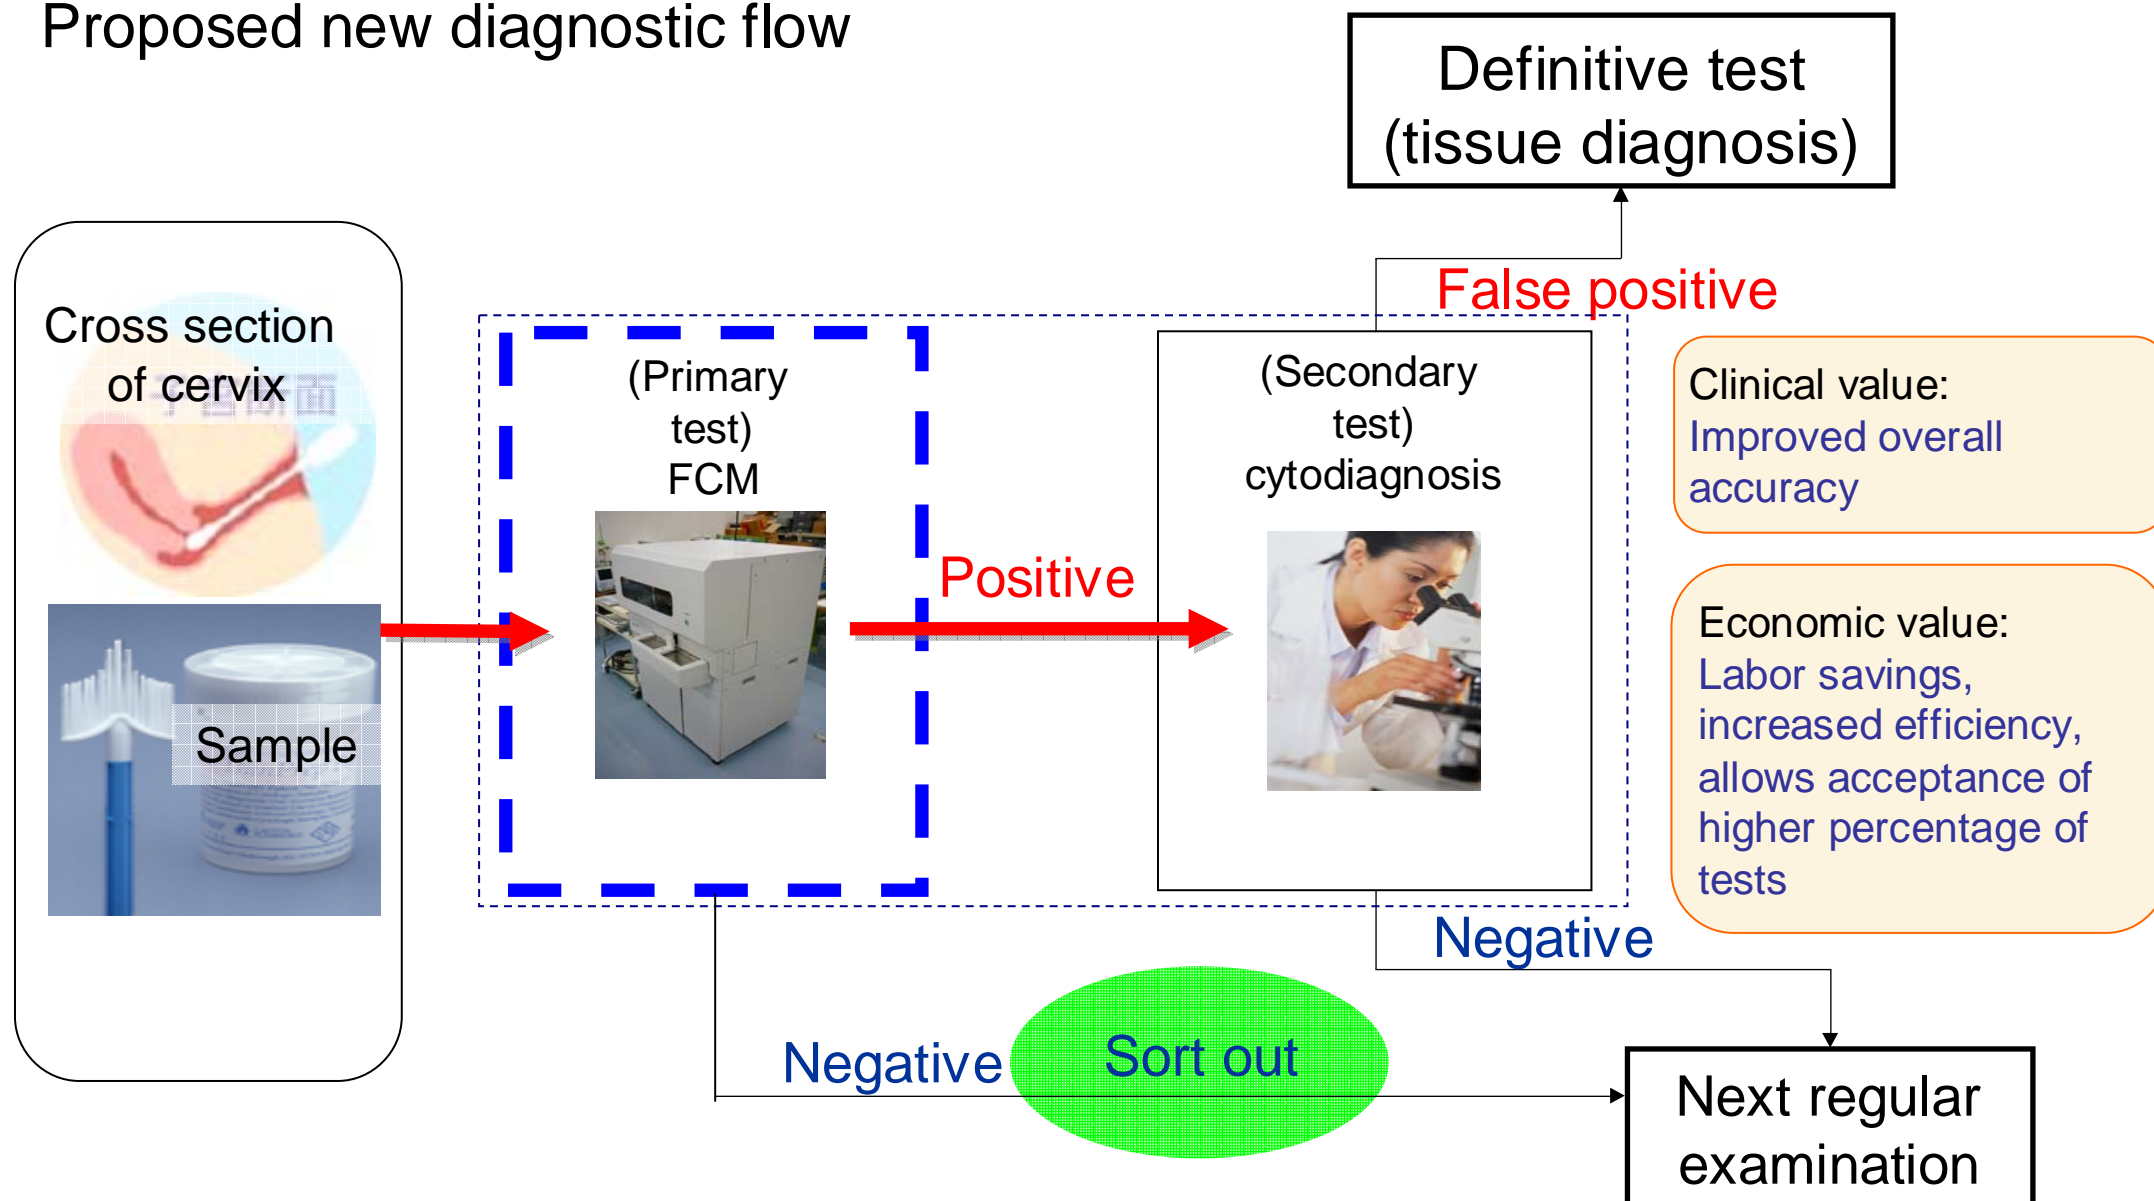 Proposed new diagnostic flow
Definitive test
(tissue diagnosis)
Cross section
of cervix
Sample
(Primary
test)
FCM
Positive
(Secondary
test)
cytodiagnosis
False positive
Clinical value:
Improved overall
accuracy
Economic value:
Labor savings,
increased efficiency,
allows acceptance of
higher percentage of
tests
Negative
Negative
Sort out
Next regular
examination